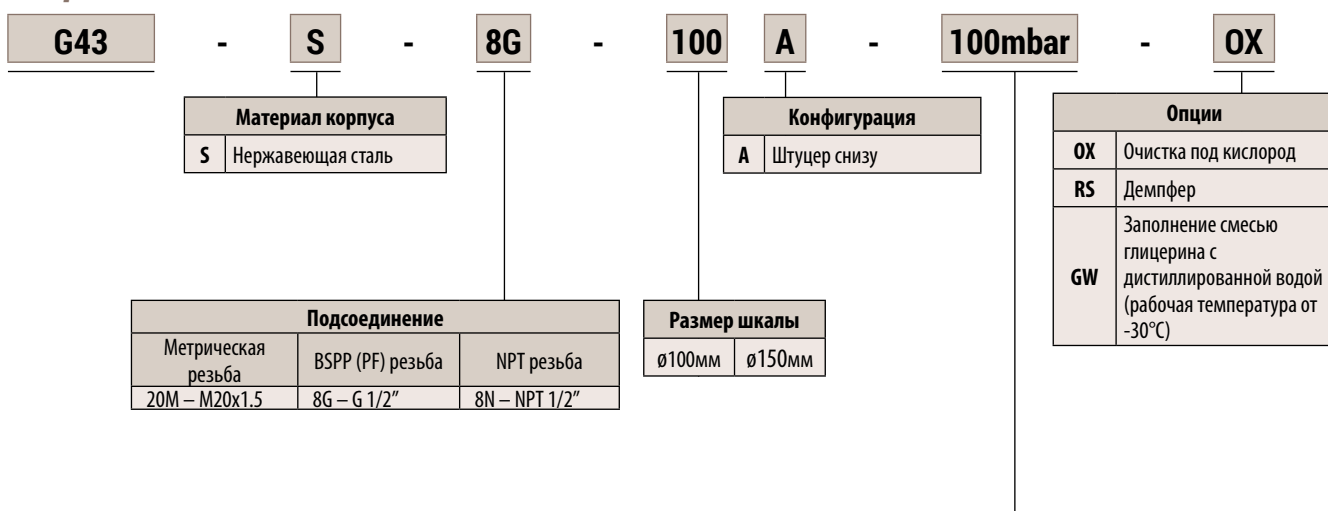 G43 - S - 8G - 100 A - 100mbar - OX
Материал корпуса
S Нержавеющая сталь
Конфигурация
A Штуцер снизу
Опции
OX Очистка под кислород
RS Демпфер
GW Заполнение смесью
глицерина с
дистиллированной водой
(рабочая температура от
-30°C)
Подсоединение
Метрическая
резьба
BSPP (PF) резьба
NPT резьба
20M – M20x1.5 8G – G 1/2” 8N – NPT 1/2”
Размер шкалы
ø100мм ø150мм